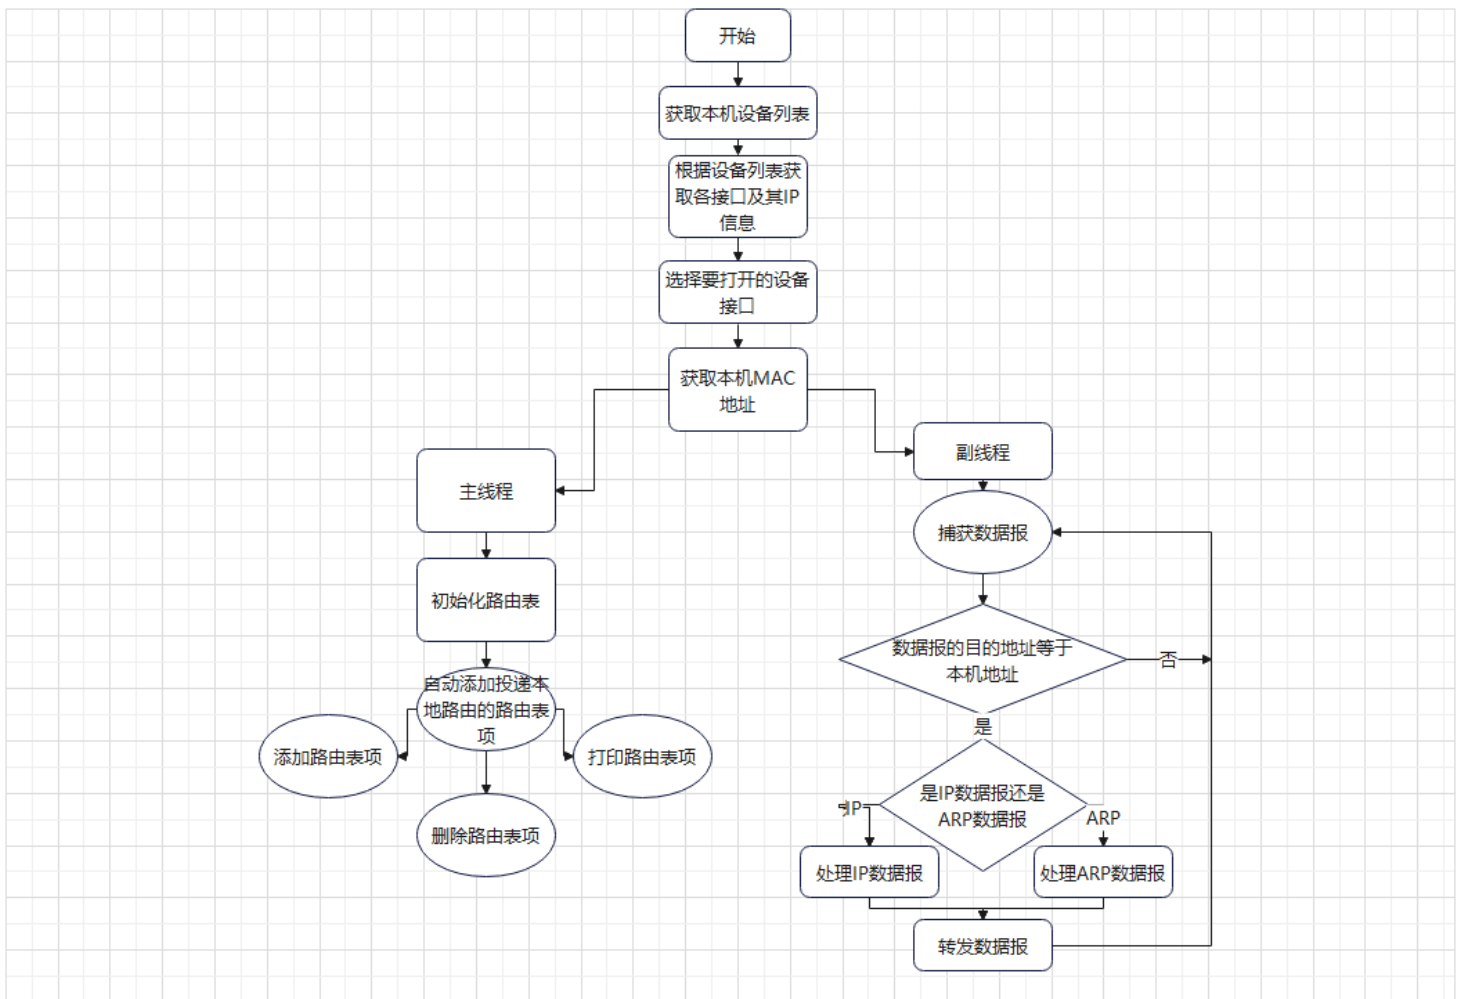 开始
获取本机设备列表
根据设备列表获
取各接口及其IP
信息
选择要打开的设备
接口
获取本机MAC
地址
主线程
初始化路由表
自动添加投递本
地路由的路由表
项
添加路由表项
打印路由表项
删除路由表项
副线程
捕获数据报
数据报的目的地址等于
本机地址
否
是
是IP数据报还是
ARP数据报
IP
ARP
处理IP数据报
处理ARP数据报
转发数据报